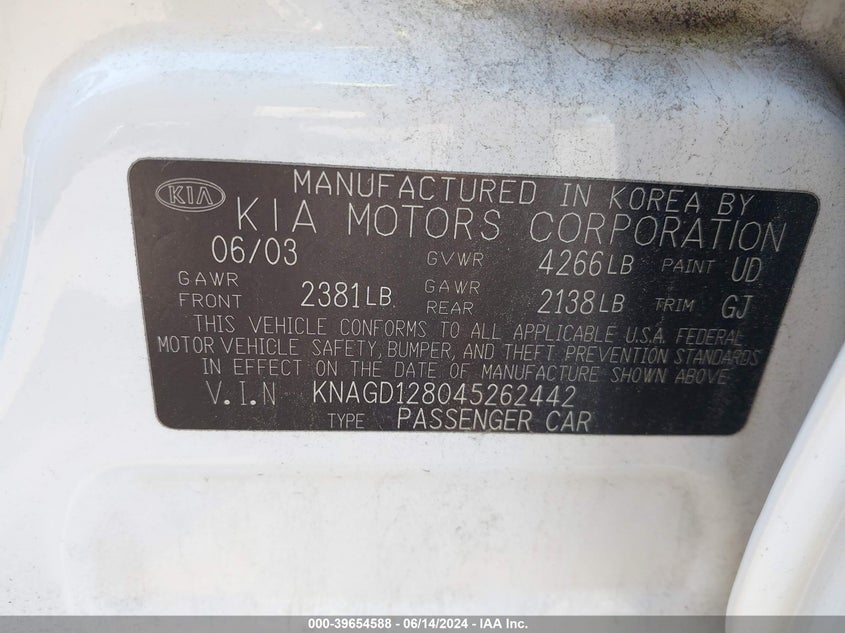 KIA
MANUFACTURED IN KOREA BY
KIA MOTORS CORPORATION
06/03 GVWR 4266LB PAINT UD
GAWR FRONT 2381LB GAWR REAR 2138LB TRIM GJ
THIS VEHICLE CONFORMS TO ALL APPLICABLE U.S.A. FEDERAL
MOTOR VEHICLE SAFETY, BUMPER, AND THEFT PREVENTION STANDARDS
IN EFFECT ON THE DATE OF MANUFACTURE SHOWN ABOVE
V.I.N KNAGD128045262442
TYPE PASSENGER CAR
000-39654588 - 06/14/2024 - IAA Inc.